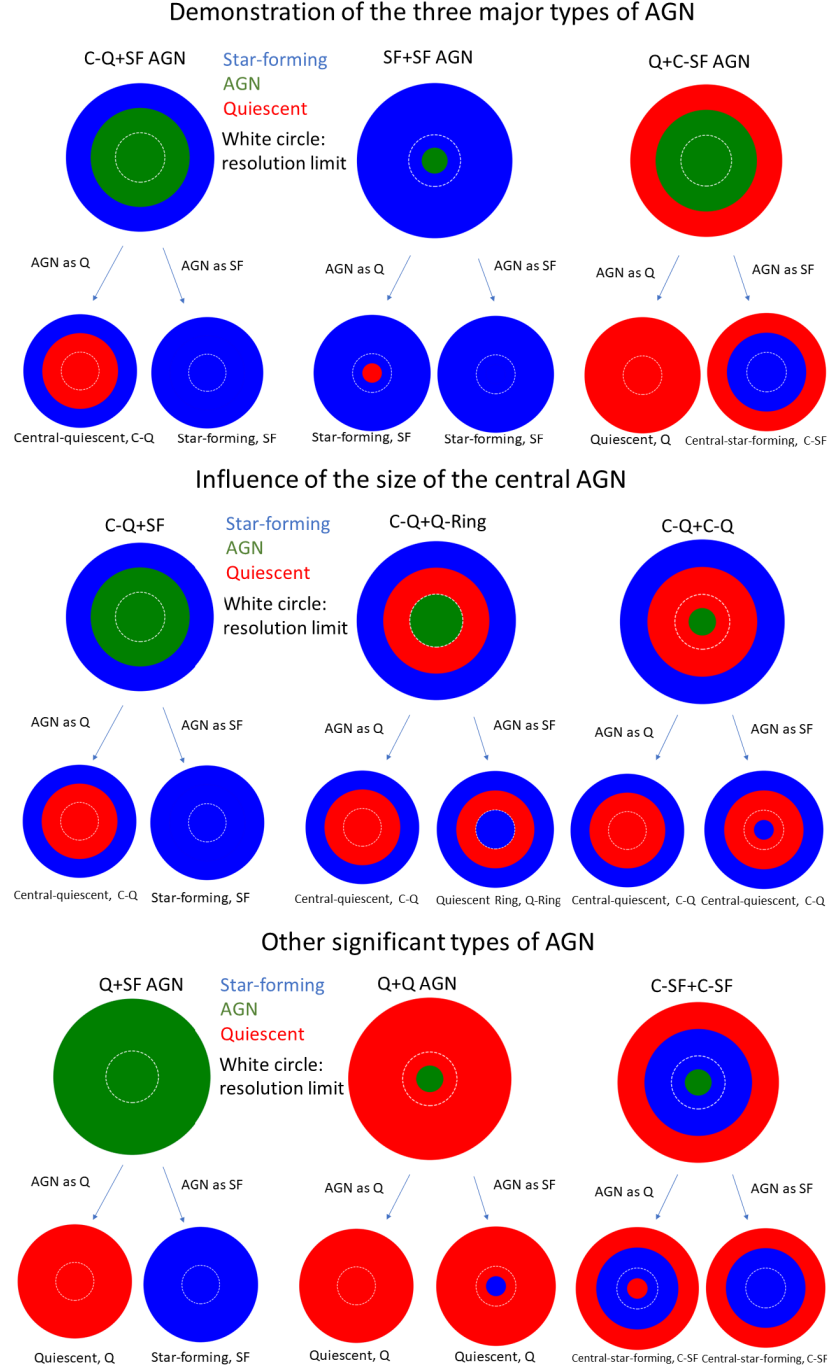 Demonstration of the three major types of AGN
C-Q+SF AGN
Star-forming
AGN
Quiescent
White circle:
resolution limit
SF+SF AGN
Q+C-SF AGN
AGN as Q
AGN as SF
AGN as Q
AGN as SF
AGN as Q
AGN as SF
Central-quiescent, C-Q
Star-forming, SF
Star-forming, SF
Star-forming, SF
Quiescent, Q
Central-star-forming, C-SF
Influence of the size of the central AGN
C-Q+SF
Star-forming
AGN
Quiescent
White circle:
resolution limit
C-Q+Q-Ring
C-Q+C-Q
AGN as Q
AGN as SF
AGN as Q
AGN as SF
AGN as Q
AGN as SF
Central-quiescent, C-Q
Star-forming, SF
Central-quiescent, C-Q
Quiescent Ring, Q-Ring
Central-quiescent, C-Q
Central-quiescent, C-Q
Other significant types of AGN
Q+SF AGN
Star-forming
AGN
Quiescent
White circle:
resolution limit
Q+Q AGN
C-SF+C-SF
AGN as Q
AGN as SF
AGN as Q
AGN as SF
AGN as Q
AGN as SF
Quiescent, Q
Star-forming, SF
Quiescent, Q
Quiescent, Q
Central-star-forming, C-SF
Central-star-forming, C-SF